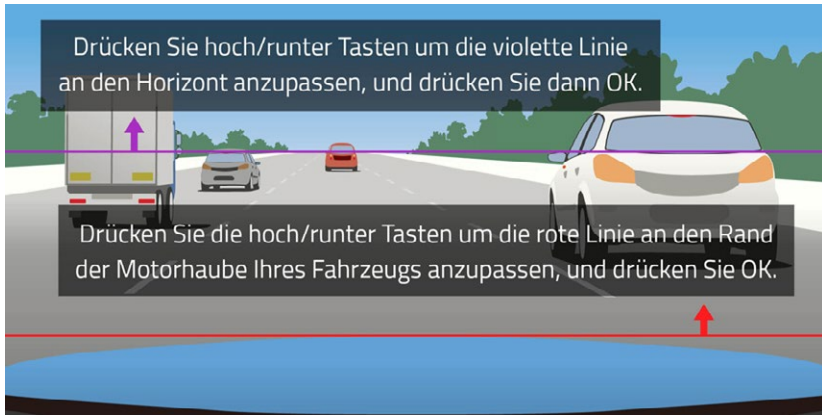 Drücken Sie hoch/runter Tasten um die violette Linie
an den Horizont anzupassen, und drücken Sie dann OK.
Drücken Sie die hoch/runter Tasten um die rote Linie an den Rand
der Motorhaube Ihres Fahrzeugs anzupassen, und drücken Sie OK.